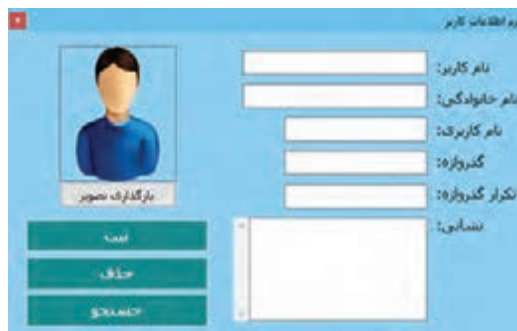 فرم اطلاعات کاربر
نام کاربر:
نام خانوادگی:
نام کاربری:
گذرواژه:
تکرار گذرواژه:
نشانی:
بارگذاری تصویر
ثبت
حذف
جستجو